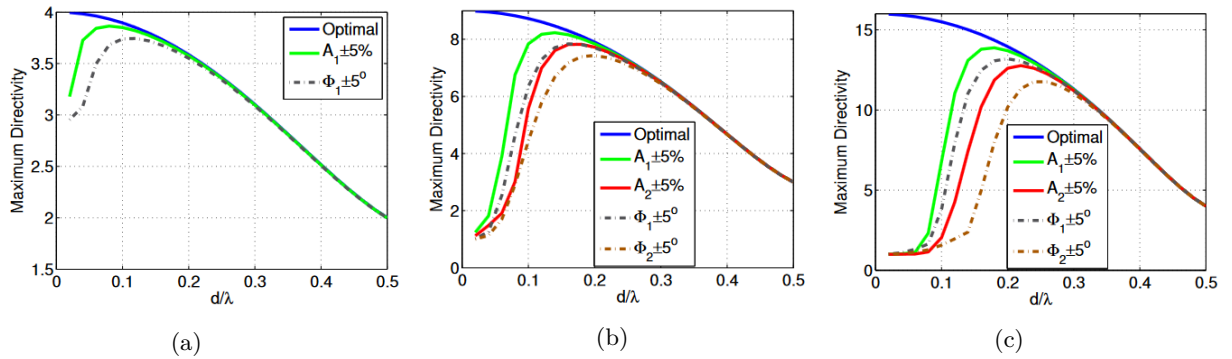 Maximum Directivity
4
3.5
3
2.5
2
1.5
0
0.1
0.2
0.3
0.4
0.5
d/λ
Optimal
A1±5%
Φ1±5°
(a)
Maximum Directivity
8
6
4
2
0
0
0.1
0.2
0.3
0.4
0.5
d/λ
Optimal
A1±5%
A2±5%
Φ1±5°
Φ2±5°
(b)
Maximum Directivity
15
10
5
0
0
0.1
0.2
0.3
0.4
0.5
d/λ
Optimal
A1±5%
A2±5%
Φ1±5°
Φ2±5°
(c)